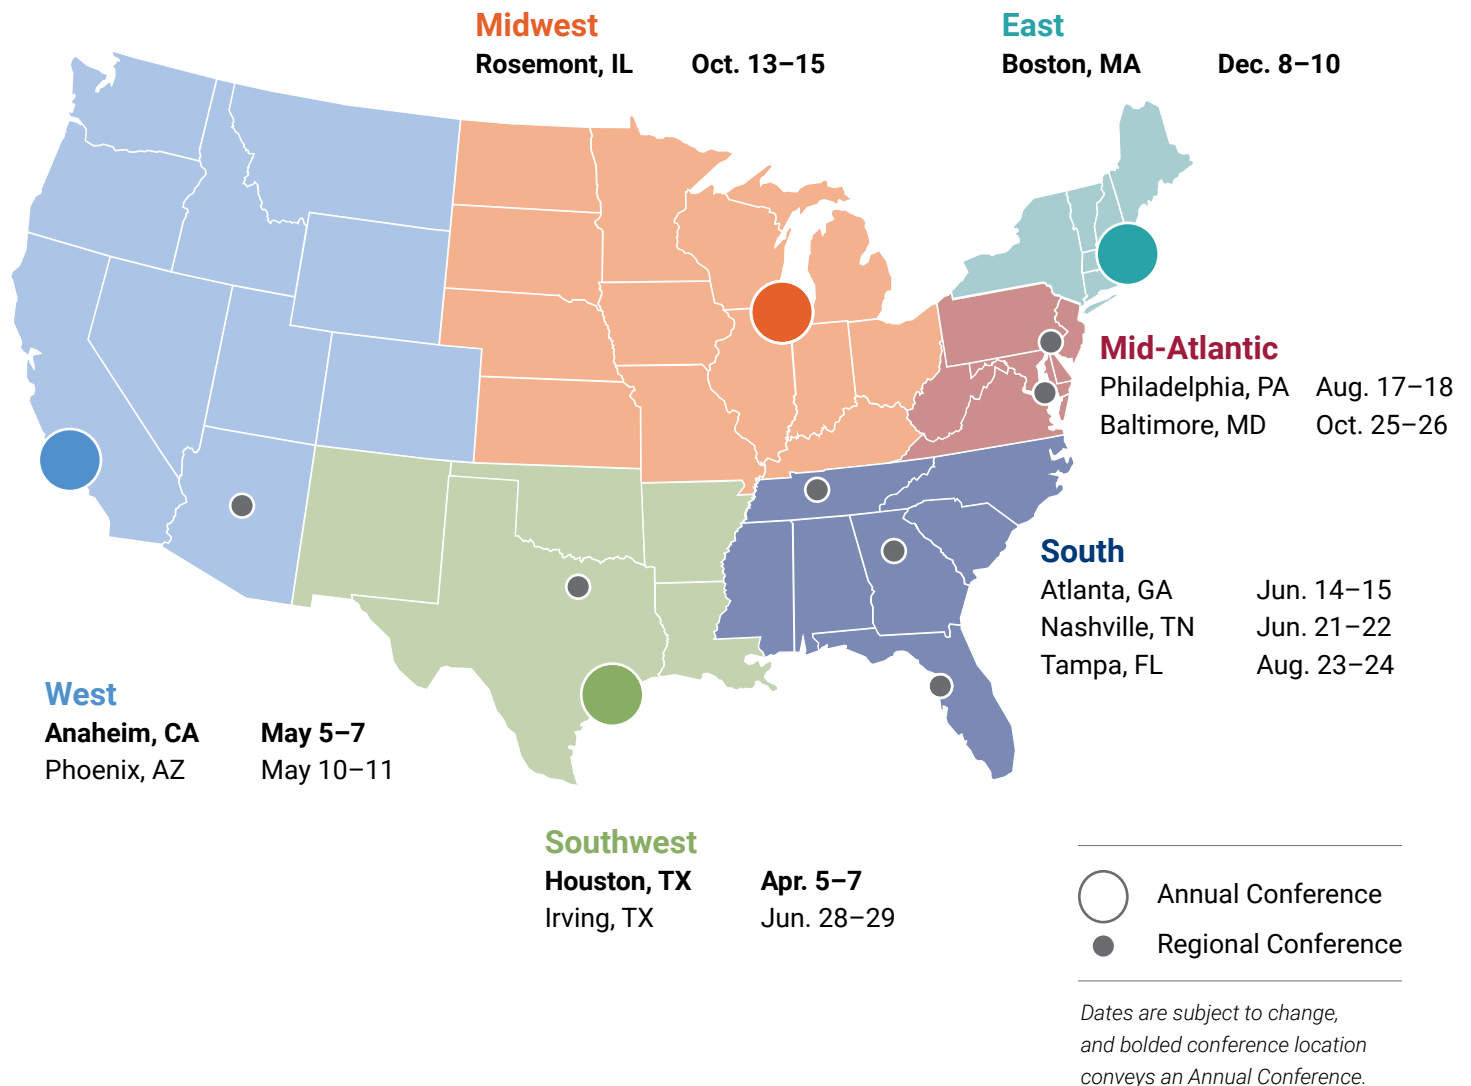 Midwest
Rosemont, IL Oct. 13–15
East
Boston, MA Dec. 8–10
Mid-Atlantic
Philadelphia, PA Aug. 17–18
Baltimore, MD Oct. 25–26
South
Atlanta, GA Jun. 14–15
Nashville, TN Jun. 21–22
Tampa, FL Aug. 23–24
West
Anaheim, CA May 5–7
Phoenix, AZ May 10–11
Southwest
Houston, TX Apr. 5–7
Irving, TX Jun. 28–29
Annual Conference
Regional Conference
Dates are subject to change,
and bolded conference location
conveys an Annual Conference.